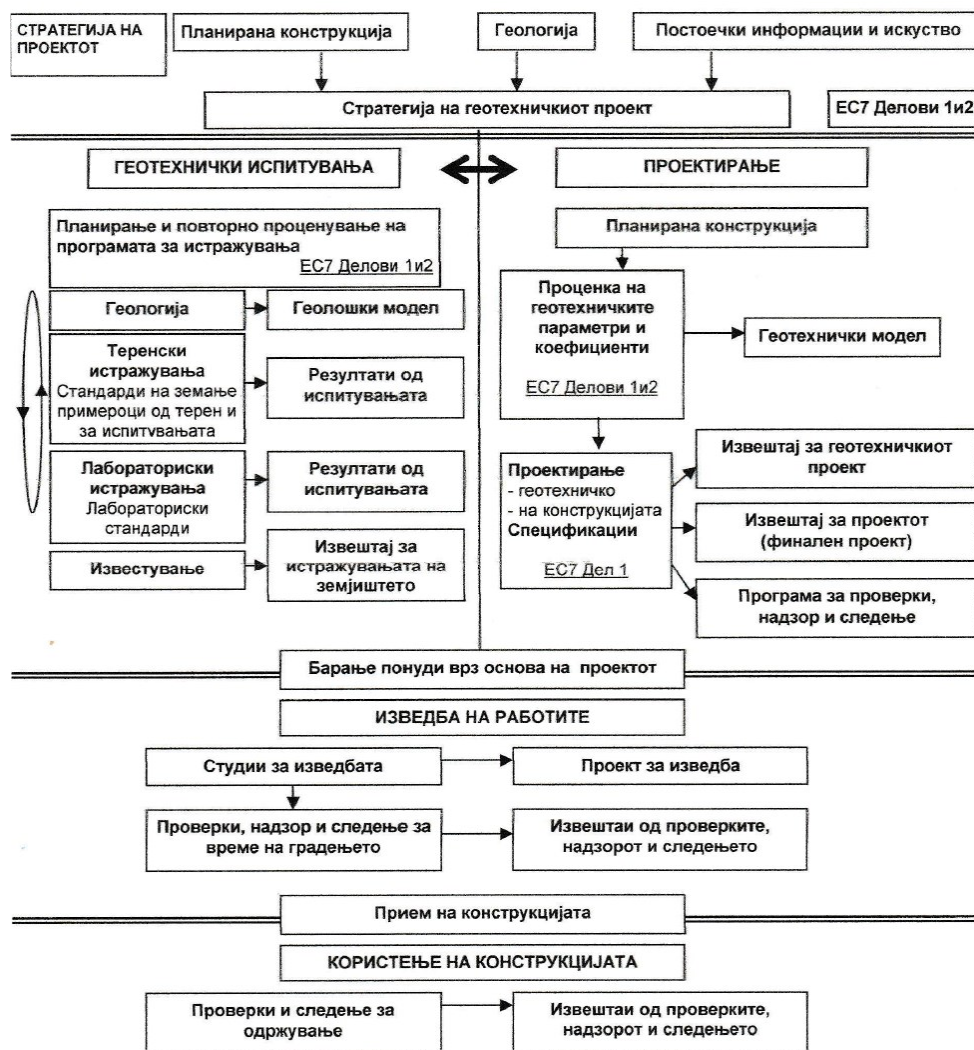 СТРАТЕГИЈА НА
ПРОЕКТОТ
Планирана конструкција
Геологија
Постоечки информации и искуство
Стратегија на геотехничкиот проект
ЕС7 Делови 1и2
ГЕОТЕХНИЧКИ ИСПИТУВАЊА
ПРОЕКТИРАЊЕ
Планирање и повторно проценување на
програмата за истражувања
ЕС7 Делови 1и2
Геологија
Геолошки модел
Теренски
истражувања
Стандарди на земање
примероци од терен и
за испитувањата
Резултати од
испитувањата
Лабораториски
истражувања
Лабораториски
стандарди
Резултати од
испитувањата
Известување
Извештај за
истражувањата на
земјиштето
Планирана конструкција
Проценка на
геотехничките
параметри и
коефициенти
ЕС7 Делови 1и2
Геотехнички модел
Проектирање
- геотехничко
- на конструкцијата
Спецификации
ЕС7 Дел 1
Извештај за геотехничкиот
проект
Извештај за проектот
(финален проект)
Програма за проверки,
надзор и следење
Барање понуди врз основа на проектот
ИЗВЕДБА НА РАБОТИТЕ
Студии за изведбата
Проект за изведба
Проверки, надзор и следење за
време на градењето
Извештаи од проверките,
надзорот и следењето
Прием на конструкцијата
КОРИСТЕЊЕ НА КОНСТРУКЦИЈАТА
Проверки и следење за
одржување
Извештаи од проверките,
надзорот и следењето